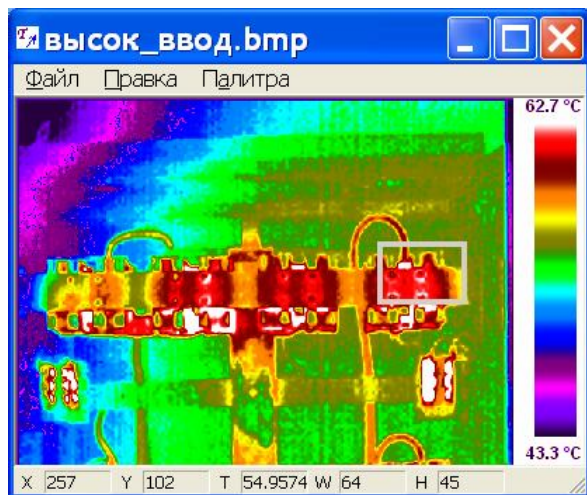 высок_ввод.bmp
Файл Правка Палитра
62.7 °C
43.3 °C
X 257 Y 102 T 54.9574 W 64 H 45